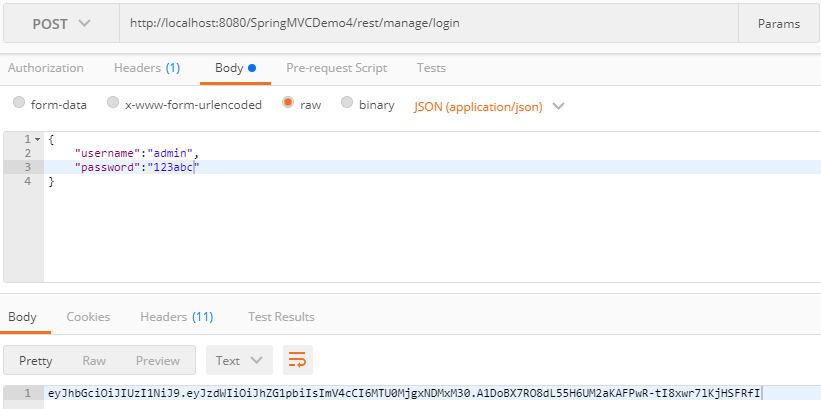 POST http://localhost:8080/SpringMVCDemo4/rest/manage/login Params
Authorization Headers (1) Body Pre-request Script Tests
form-data x-www-form-urlencoded raw binary JSON (application/json)
1 {
2 "username":"admin",
3 "password":"123abc"
4 }
Body Cookies Headers (11) Test Results
Pretty Raw Preview Text
1 eyJhbGciOiJIUzI1NiJ9.eyJzdWIiOiJhZG1pbiIsImV4cCI6MTU0MjgxNDMxM30.A1DoBX7RO8dL55H6UM2aKAFPwR-tI8xwr7lKjHSFRfI